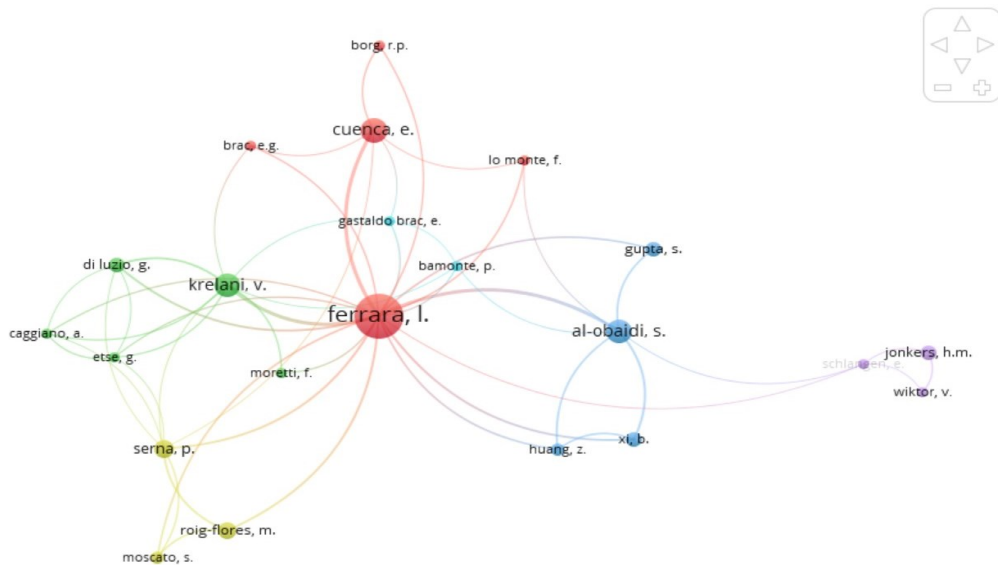 borg, r.p.
cuenca, e.
brac, e.g.
lo monte, f.
gastaldo brac, e.
gupta, s.
di luzio, g.
bamonte, p.
krelani, v.
ferrara, l.
al-obaidi, s.
caggiano, a.
etse, g.
jonkers, h.m.
schlangen, e.
moretti, f.
wiktor, v.
serna, p.
xi, b.
huang, z.
roig-flores, m.
moscato, s.